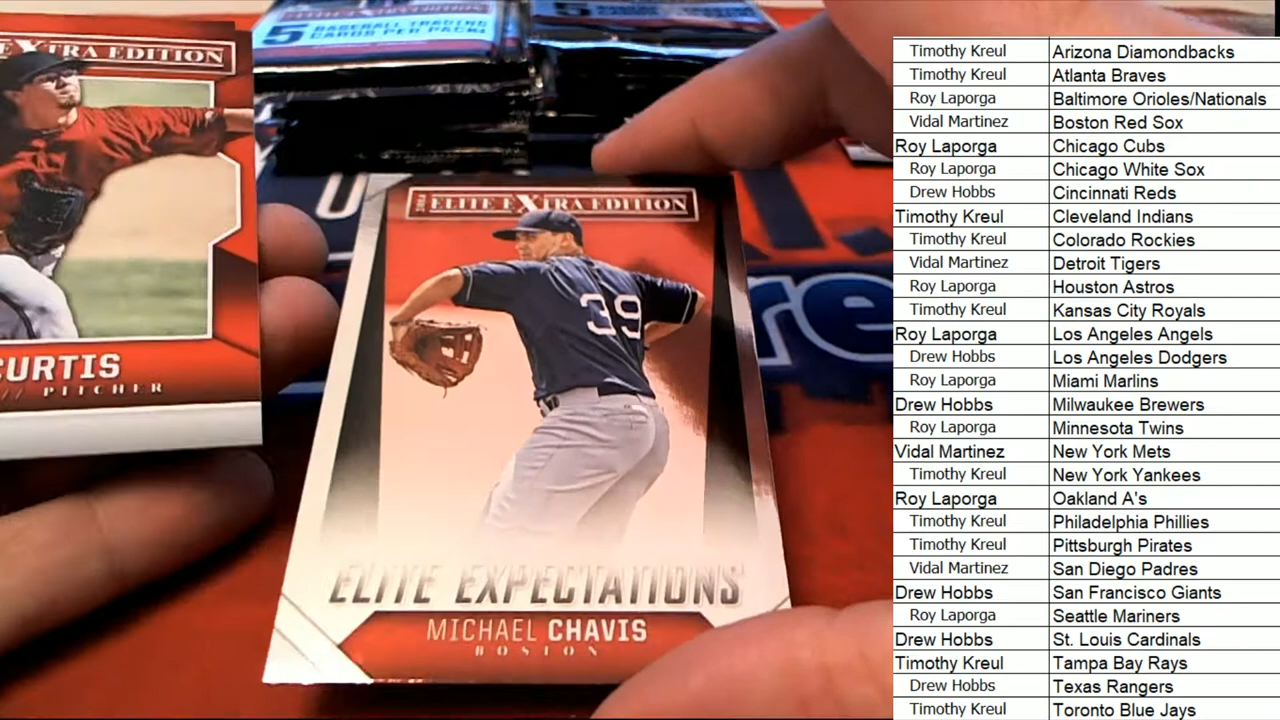 EXTRA EDITION
CURTIS
PITCHER
5 BASEBALL TRADING
CARDS PER PACK
ELITE EXTRA EDITION
39
ELITE EXPECTATIONS
MICHAEL CHAVIS
BOSTON
re
Timothy Kreul Arizona Diamondbacks
Timothy Kreul Atlanta Braves
Roy Laporga Baltimore Orioles/Nationals
Vidal Martinez Boston Red Sox
Roy Laporga Chicago Cubs
Roy Laporga Chicago White Sox
Drew Hobbs Cincinnati Reds
Timothy Kreul Cleveland Indians
Timothy Kreul Colorado Rockies
Vidal Martinez Detroit Tigers
Roy Laporga Houston Astros
Timothy Kreul Kansas City Royals
Roy Laporga Los Angeles Angels
Drew Hobbs Los Angeles Dodgers
Roy Laporga Miami Marlins
Drew Hobbs Milwaukee Brewers
Roy Laporga Minnesota Twins
Vidal Martinez New York Mets
Timothy Kreul New York Yankees
Roy Laporga Oakland A's
Timothy Kreul Philadelphia Phillies
Timothy Kreul Pittsburgh Pirates
Vidal Martinez San Diego Padres
Drew Hobbs San Francisco Giants
Roy Laporga Seattle Mariners
Drew Hobbs St. Louis Cardinals
Timothy Kreul Tampa Bay Rays
Drew Hobbs Texas Rangers
Timothy Kreul Toronto Blue Jays